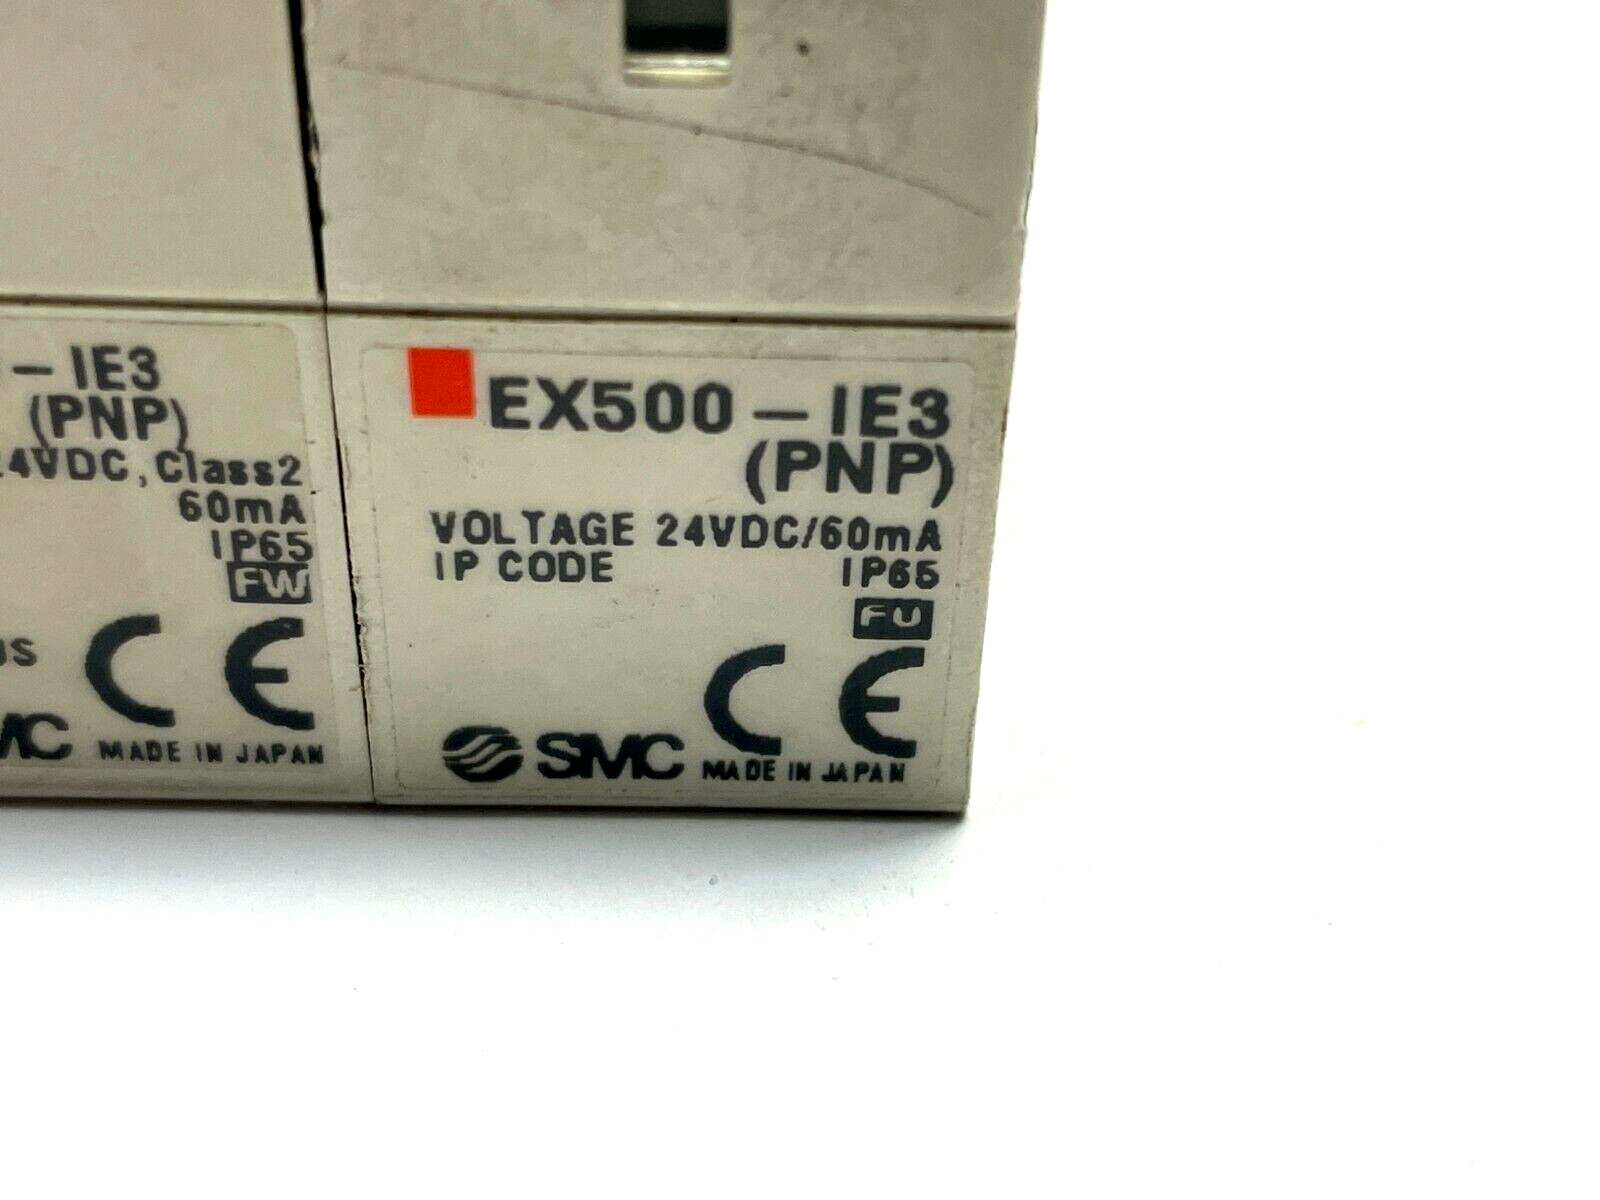 – IE3
(PNP)
24VDC, Class2
60mA
IP65
FW
C E
MADE IN JAPAN
EX500 – IE3
(PNP)
VOLTAGE 24VDC/60mA
IP CODE IP65
FU
C E
SMC MADE IN JAPAN